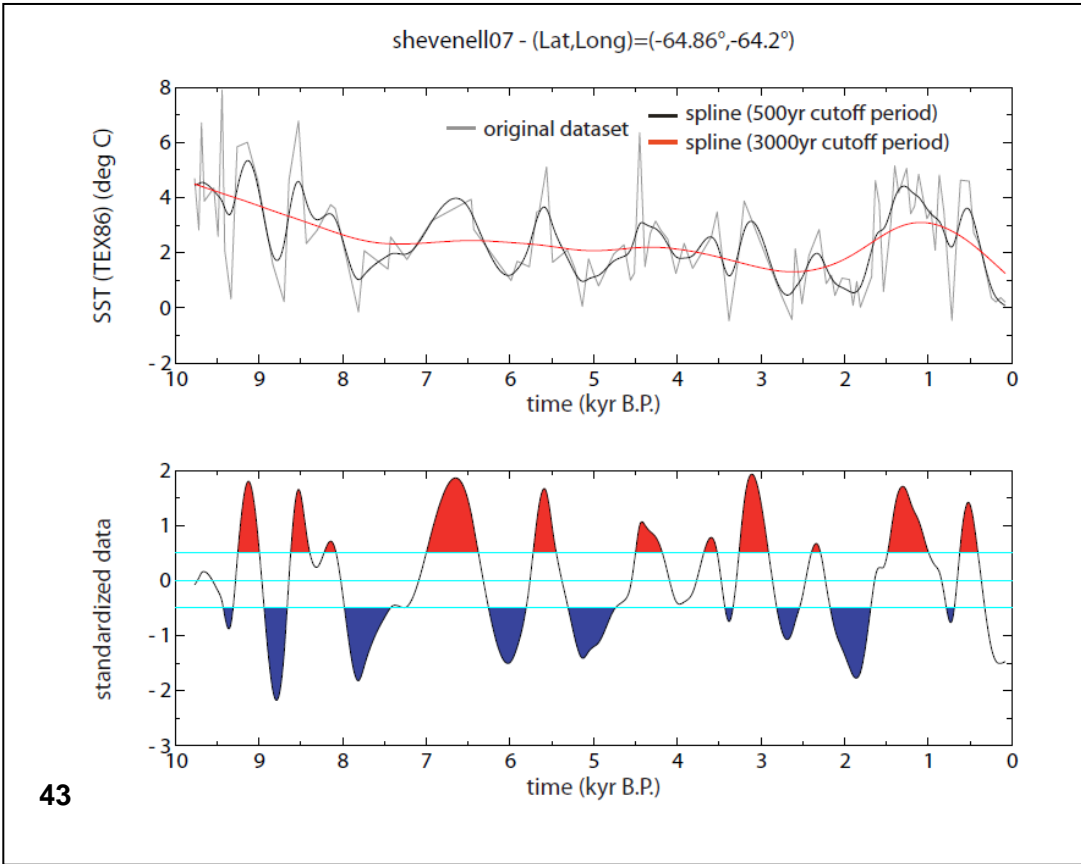 shevenell07 - (Lat,Long)=(-64.86°,-64.2°)
8
6
4
2
0
- 2
SST (TEX86) (deg C)
original dataset
spline (500yr cutoff period)
spline (3000yr cutoff period)
10 9 8 7 6 5 4 3 2 1 0
time (kyr B.P.)
2
1
0
- 1
- 2
- 3
standardized data
10 9 8 7 6 5 4 3 2 1 0
time (kyr B.P.)
43